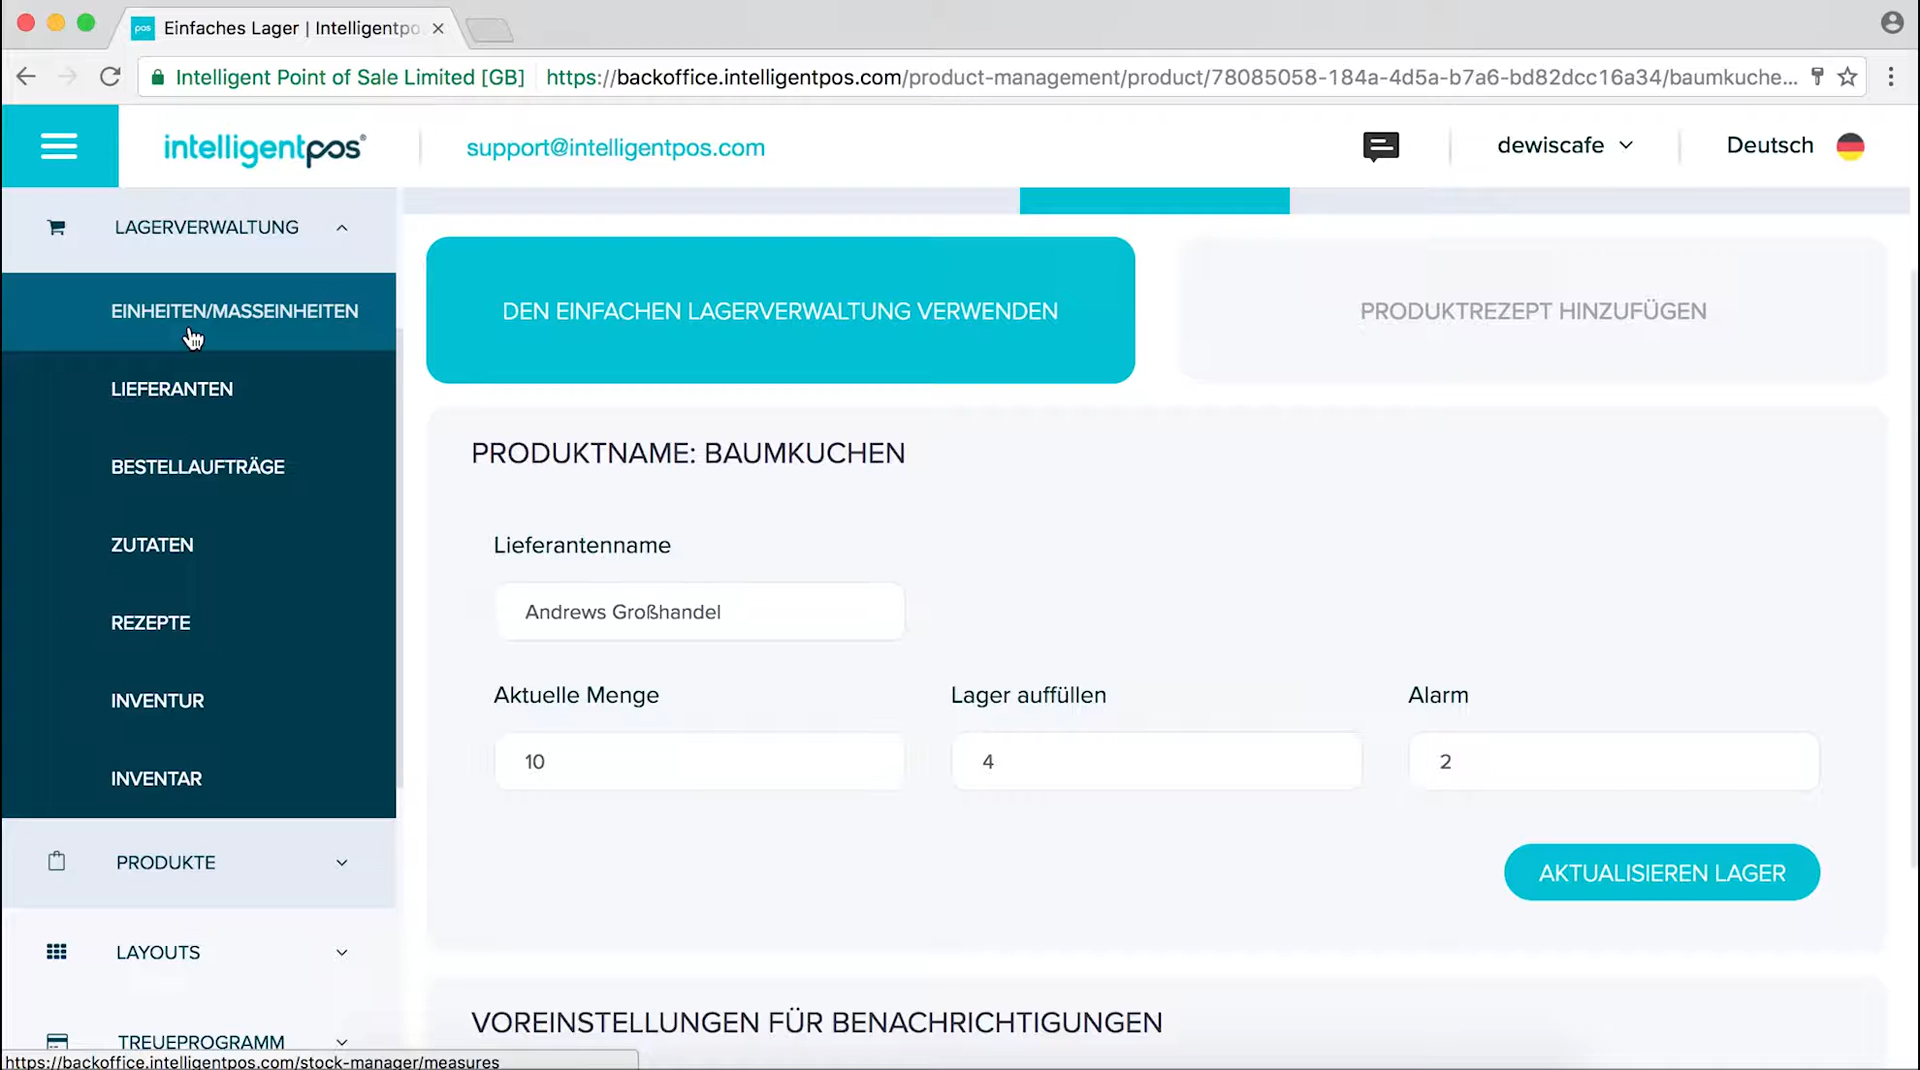 pos Einfaches Lager | Intelligentpo
Intelligent Point of Sale Limited [GB] https://backoffice.intelligentpos.com/product-management/product/78085058-184a-4d5a-b7a6-bd82dcc16a34/baumkuche...
intelligentpos®
support@intelligentpos.com
dewiscafe
Deutsch
LAGERVERWALTUNG
EINHEITEN/MASSEINHEITEN
LIEFERANTEN
BESTELLAUFTRÄGE
ZUTATEN
REZEPTE
INVENTUR
INVENTAR
PRODUKTE
LAYOUTS
TREUEPROGRAMM
DEN EINFACHEN LAGERVERWALTUNG VERWENDEN
PRODUKTREZEPT HINZUFÜGEN
PRODUKTNAME: BAUMKUCHEN
Lieferantenname
Andrews Großhandel
Aktuelle Menge Lager auffüllen Alarm
10 4 2
AKTUALISIEREN LAGER
VOREINSTELLUNGEN FÜR BENACHRICHTIGUNGEN
https://backoffice.intelligentpos.com/stock-manager/measures